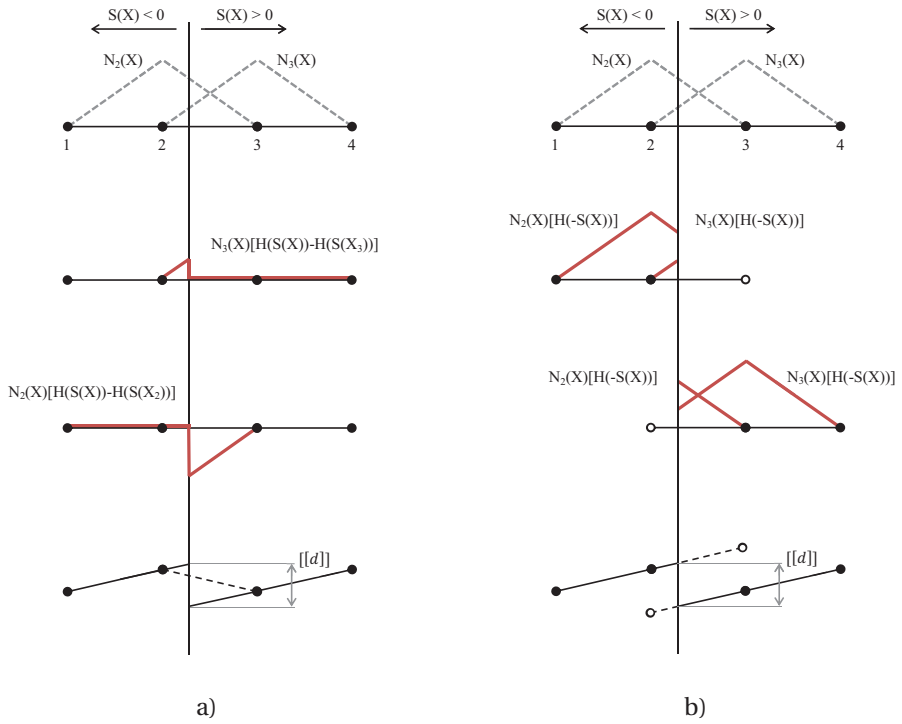 S(X) < 0 S(X) > 0
N2(X) N3(X)
1 2 3 4
N3(X)[H(S(X))-H(S(X3))]
N2(X)[H(S(X))-H(S(X2))]
[[d]]
a)
S(X) < 0 S(X) > 0
N2(X) N3(X)
1 2 3 4
N2(X)[H(-S(X))] N3(X)[H(-S(X))]
N2(X)[H(-S(X))] N3(X)[H(-S(X))]
[[d]]
b)